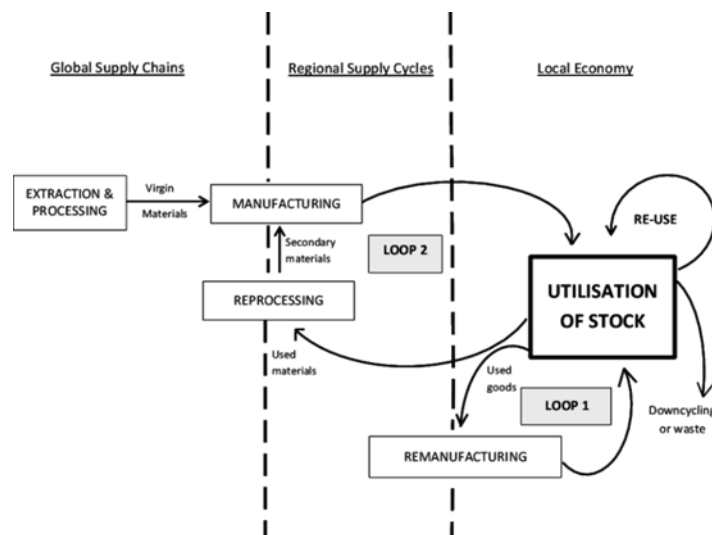 Global Supply Chains
Regional Supply Cycles
Local Economy
EXTRACTION &
PROCESSING
Virgin
Materials
MANUFACTURING
RE-USE
Secondary
materials
LOOP 2
REPROCESSING
UTILISATION
OF STOCK
Used
materials
Used
goods
LOOP 1
Downcycling
or waste
REMANUFACTURING